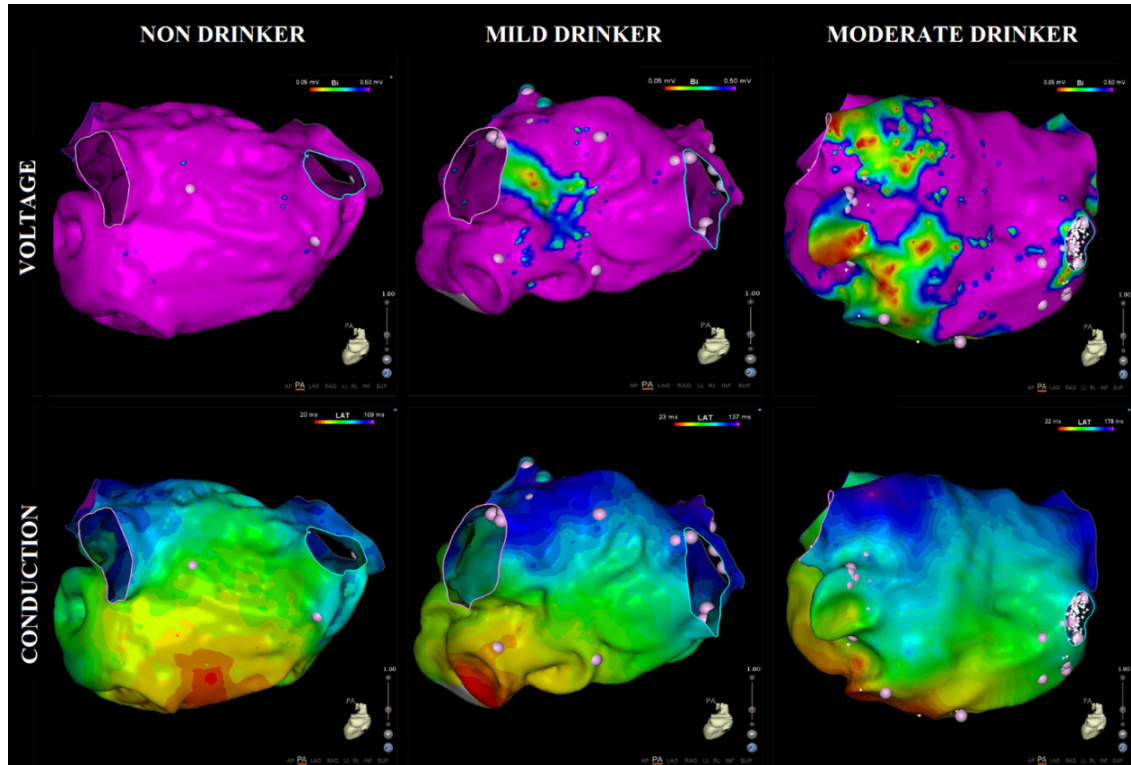 NON DRINKER
MILD DRINKER
MODERATE DRINKER
VOLTAGE
0.05 mV Bi 0.50 mV
0.05 mV Bi 0.50 mV
0.05 mV Bi 0.50 mV
1.00
1.00
1.00
PA
PA
PA
AP PA LAO RAO LL RL INF SUP
AP PA LAO RAO LL RL INF SUP
AP PA LAO RAO LL RL INF SUP
CONDUCTION
20 ms LAT 109 ms
23 ms LAT 137 ms
22 ms LAT 178 ms
1.00
1.00
1.00
PA
PA
PA
AP PA LAO RAO LL RL INF SUP
AP PA LAO RAO LL RL INF SUP
AP PA LAO RAO LL RL INF SUP